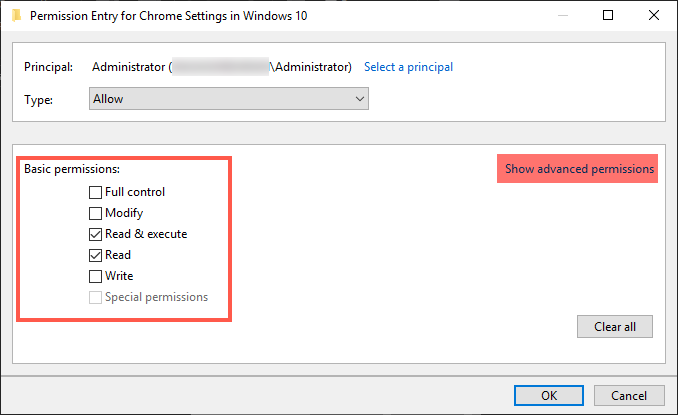 Permission Entry for Chrome Settings in Windows 10
Principal: Administrator ( \Administrator) Select a principal
Type: Allow
Basic permissions: Show advanced permissions
Full control
Modify
Read & execute
Read
Write
Special permissions
Clear all
OK Cancel